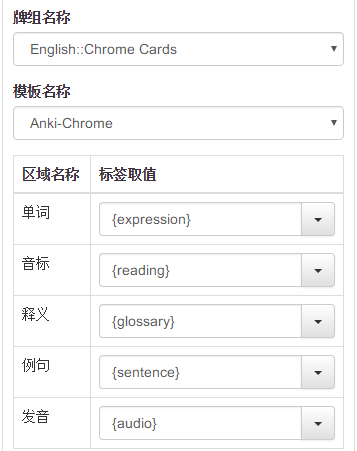 牌组名称
English::Chrome Cards
模板名称
Anki-Chrome
区域名称 标签取值
单词 {expression}
音标 {reading}
释义 {glossary}
例句 {sentence}
发音 {audio}